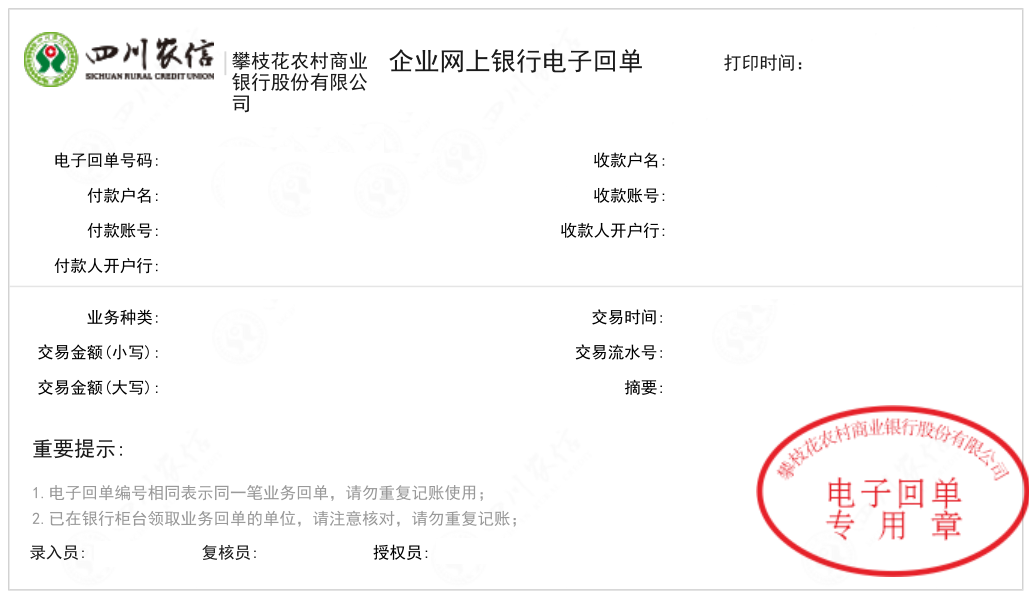 四川农信
SICHUAN RURAL CREDIT UNION
攀枝花农村商业
银行股份有限公
司
企业网上银行电子回单
打印时间:
电子回单号码:
收款户名:
付款户名:
收款账号:
付款账号:
收款人开户行:
付款人开户行:
业务种类:
交易时间:
交易金额(小写):
交易流水号:
交易金额(大写):
摘要:
重要提示:
1.电子回单编号相同表示同一笔业务回单，请勿重复记账使用;
2.已在银行柜台领取业务回单的单位，请注意核对，请勿重复记账;
录入员: 复核员: 授权员:
攀枝花农村商业银行股份有限公司
电子回单
专用章